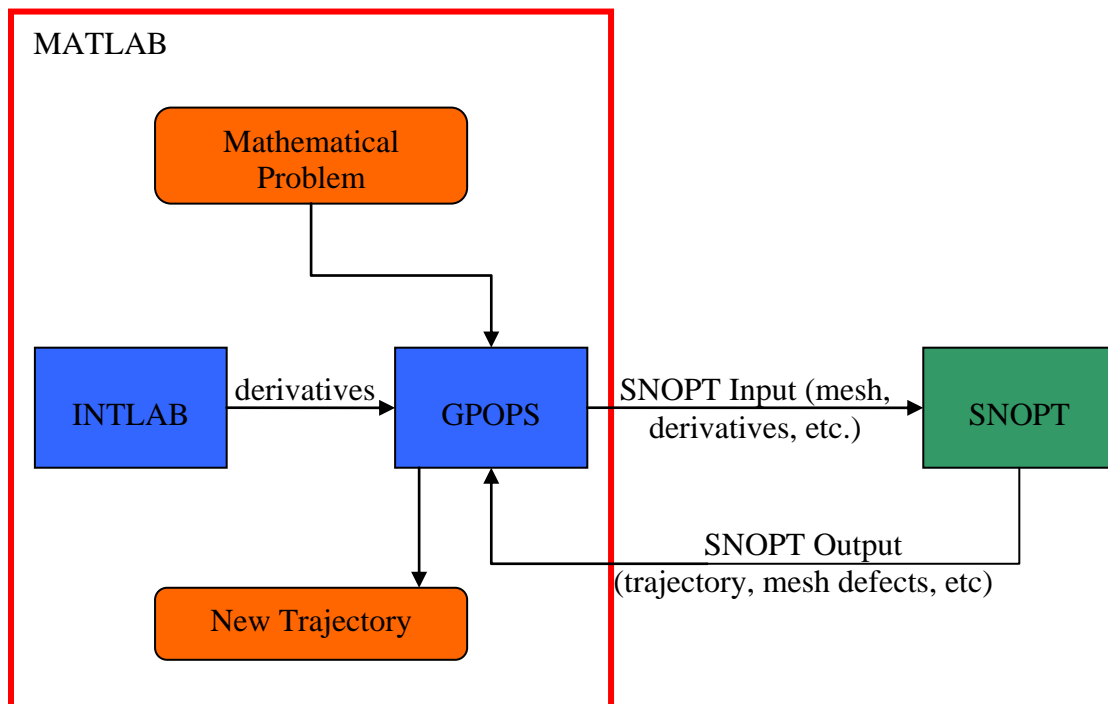 MATLAB
Mathematical
Problem
INTLAB
derivatives
GPOPS
SNOPT Input (mesh,
derivatives, etc.)
SNOPT
SNOPT Output
(trajectory, mesh defects, etc)
New Trajectory